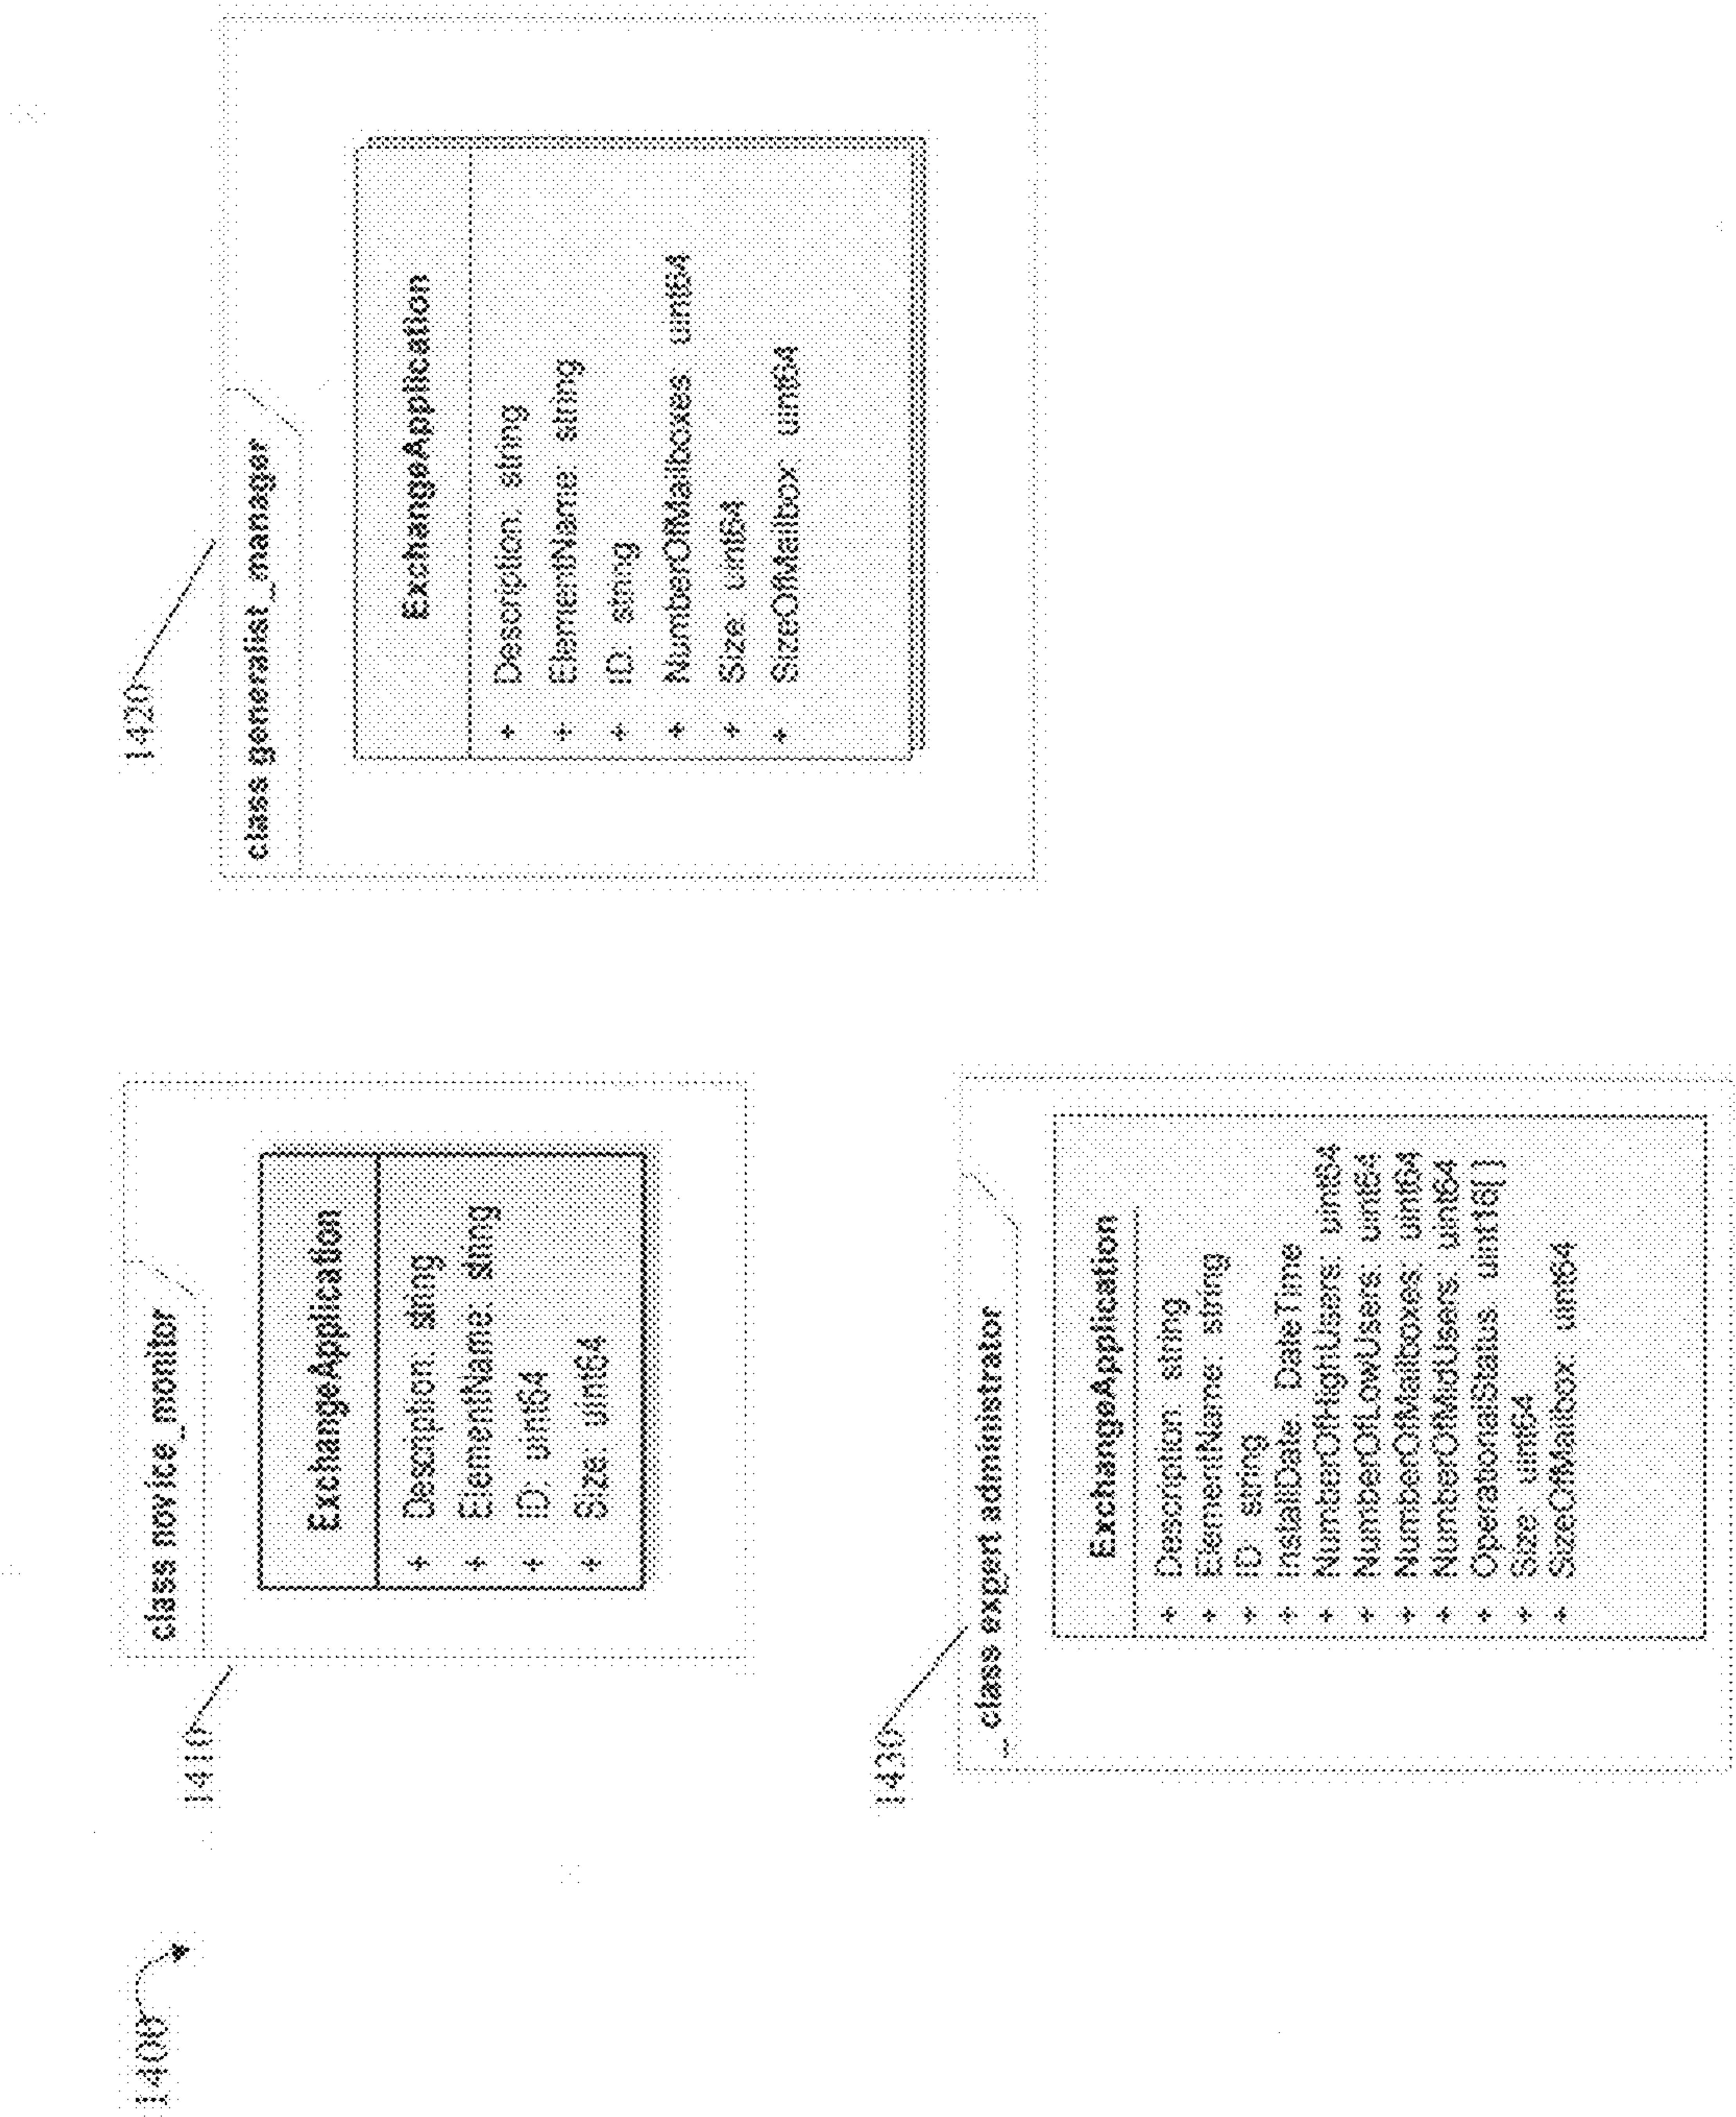 1400
1410
class novice_monitor
ExchangeApplication
+ Description: string
+ ElementName: string
+ ID: uint64
+ Size: uint64
1420
class generalist_manager
ExchangeApplication
+ Description: string
+ ElementName: string
+ ID: string
+ NumberOfMailboxes: uint64
+ Size: uint64
+ SizeOfMailbox: uint64
1430
_ class expert administrator
ExchangeApplication
+ Description: string
+ ElementName: string
+ ID: string
+ InstallDate: DateTime
+ NumberOfHighUsers: uint64
+ NumberOfLowUsers: uint64
+ NumberOfMailboxes: uint64
+ NumberOfMidUsers: uint64
+ OperationalStatus: uint16[ ]
+ Size: uint64
+ SizeOfMailbox: uint64